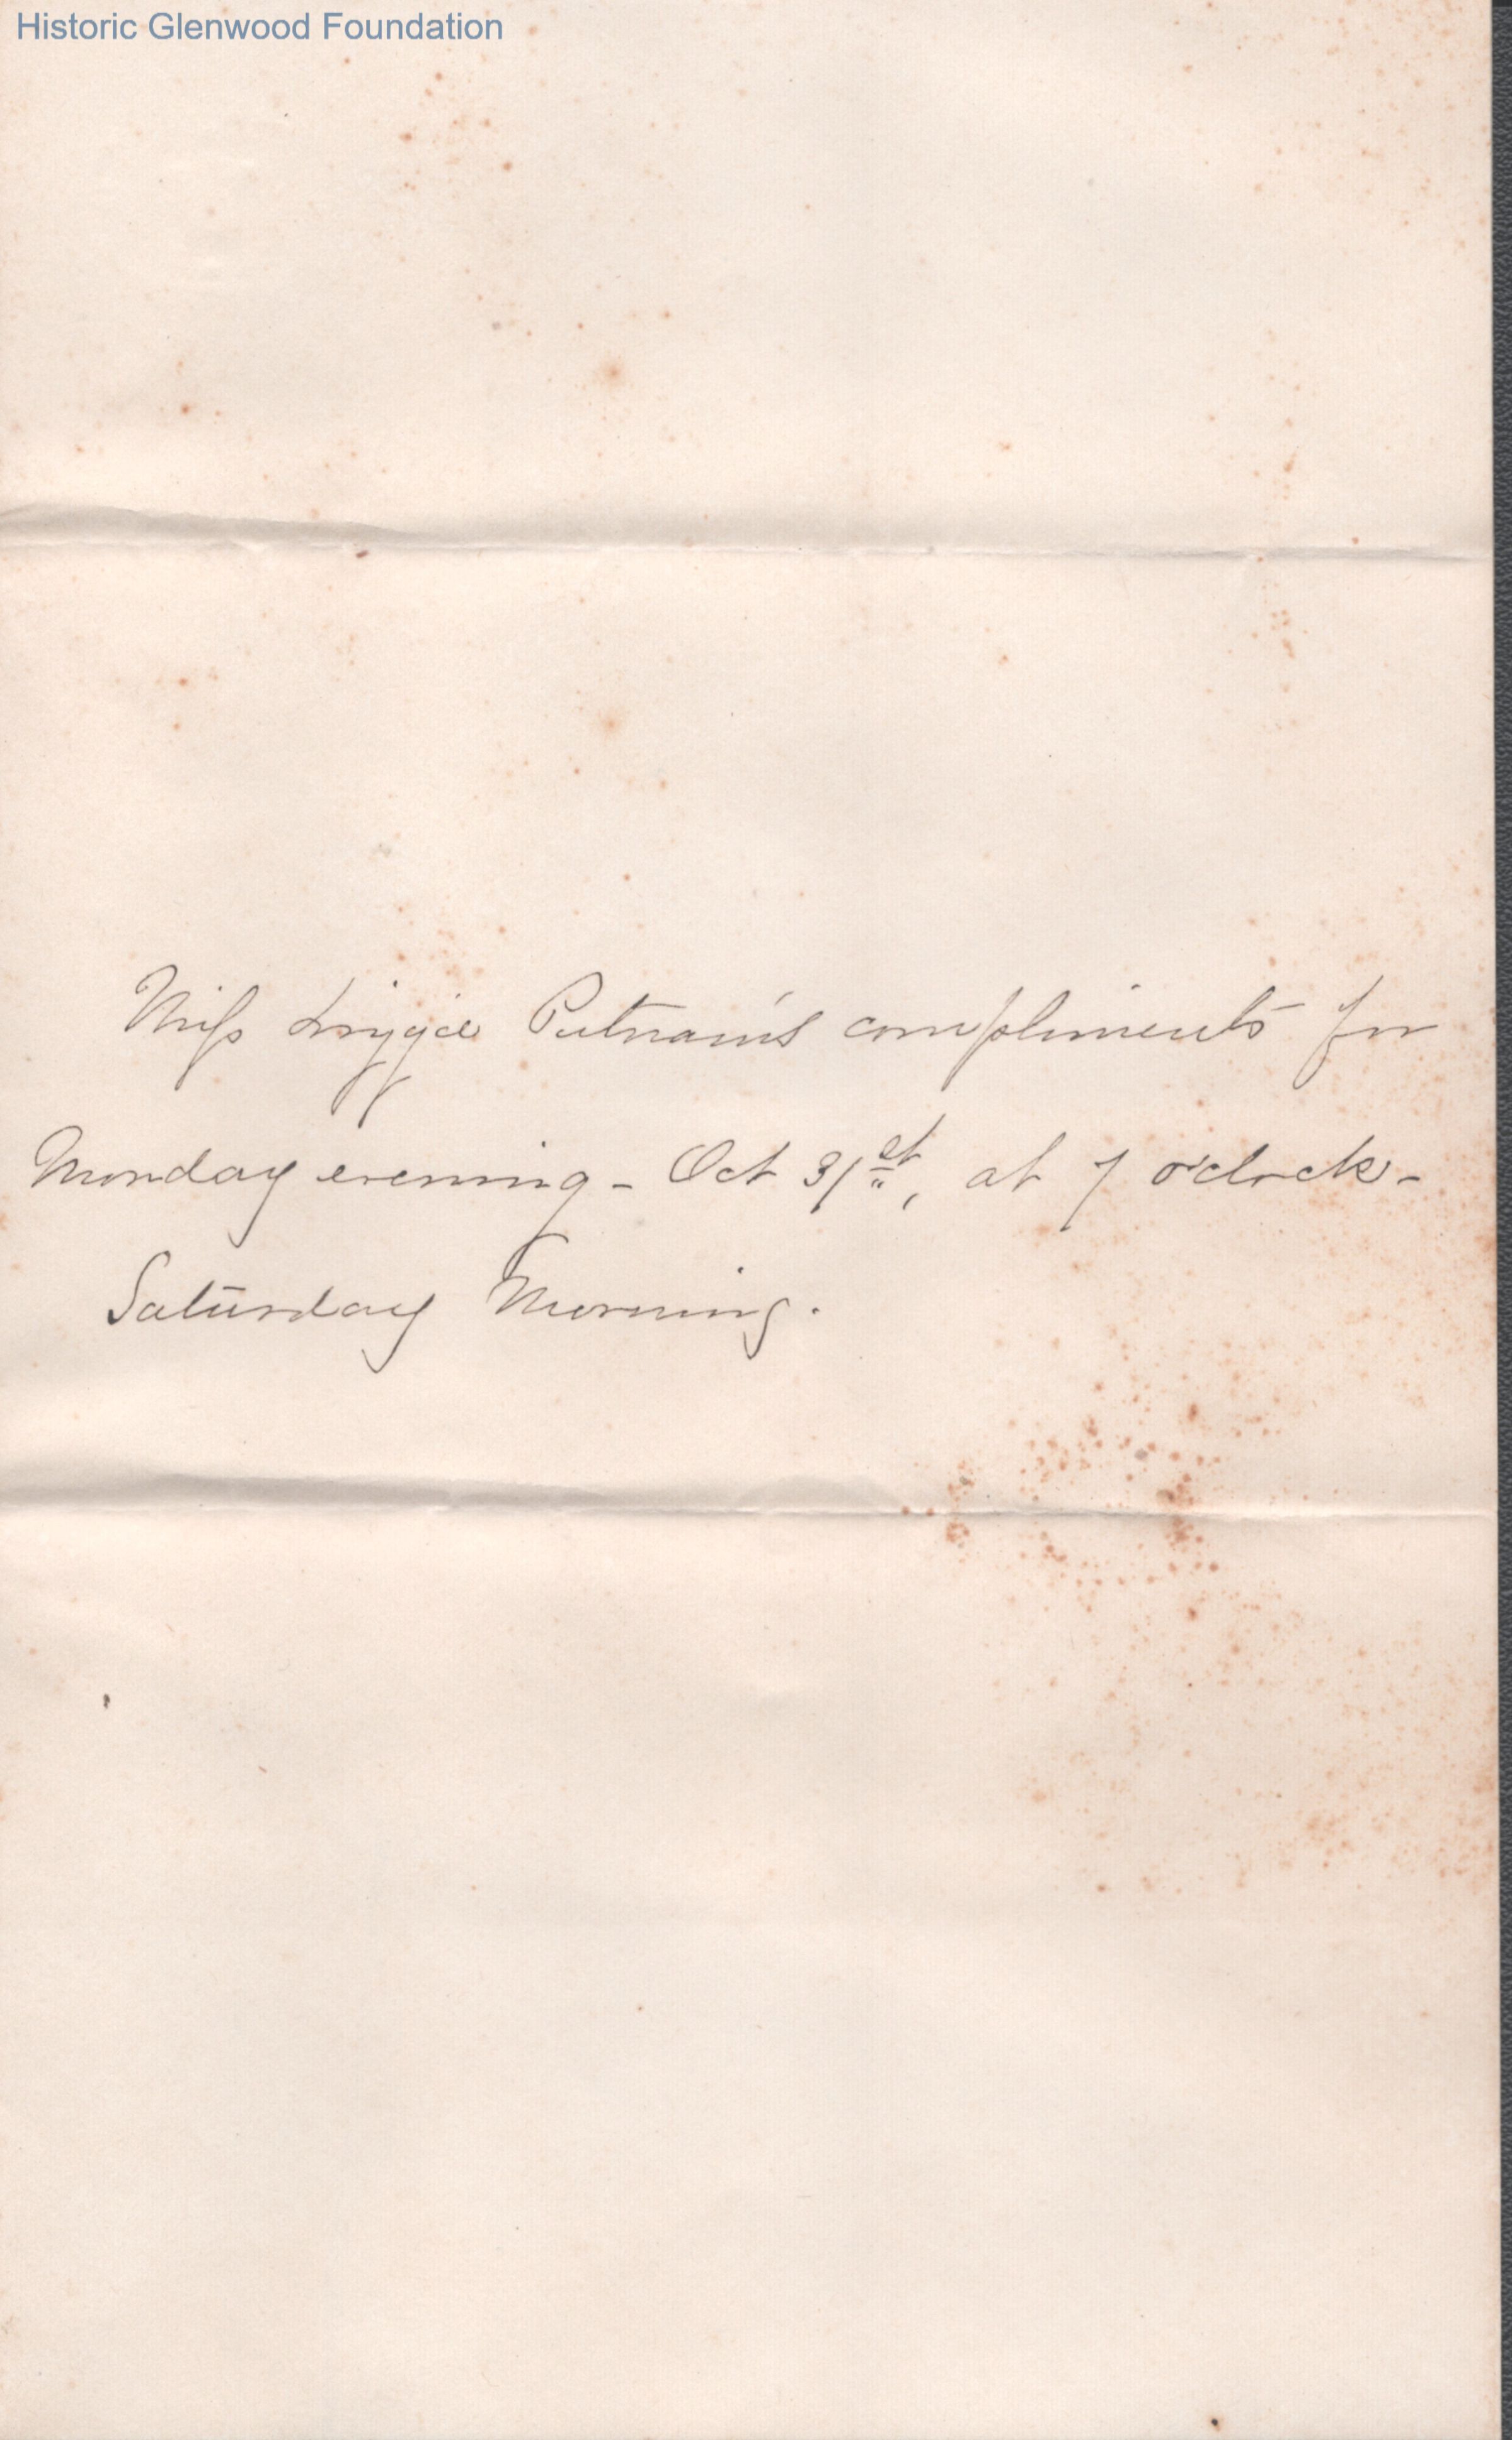 Historic Glenwood Foundation
Miss Lizzie Putnam's compliments for
Monday evening - Oct 31st, at 7 o'clock -
Saturday Morning.